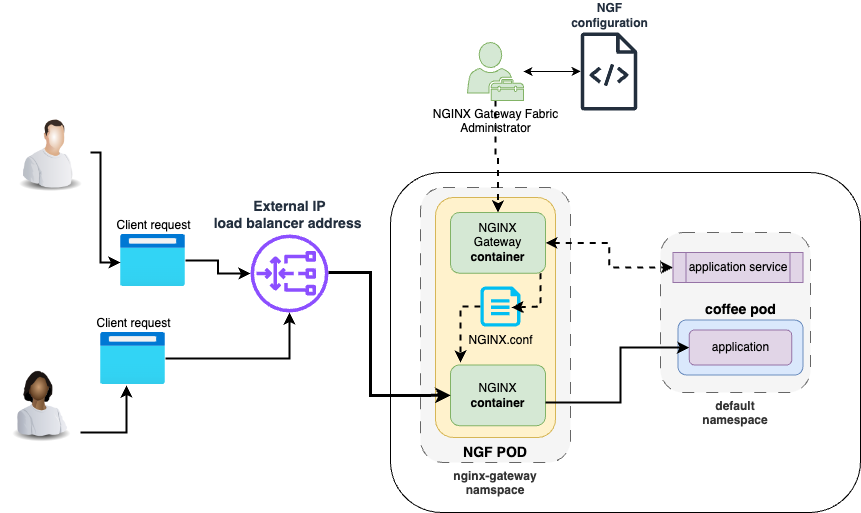 NGF
configuration
NGINX Gateway Fabric
Administrator
External IP
load balancer address
Client request
Client request
NGINX
Gateway
container
NGINX.conf
NGINX
container
NGF POD
nginx-gateway
namspace
application service
coffee pod
application
default
namespace